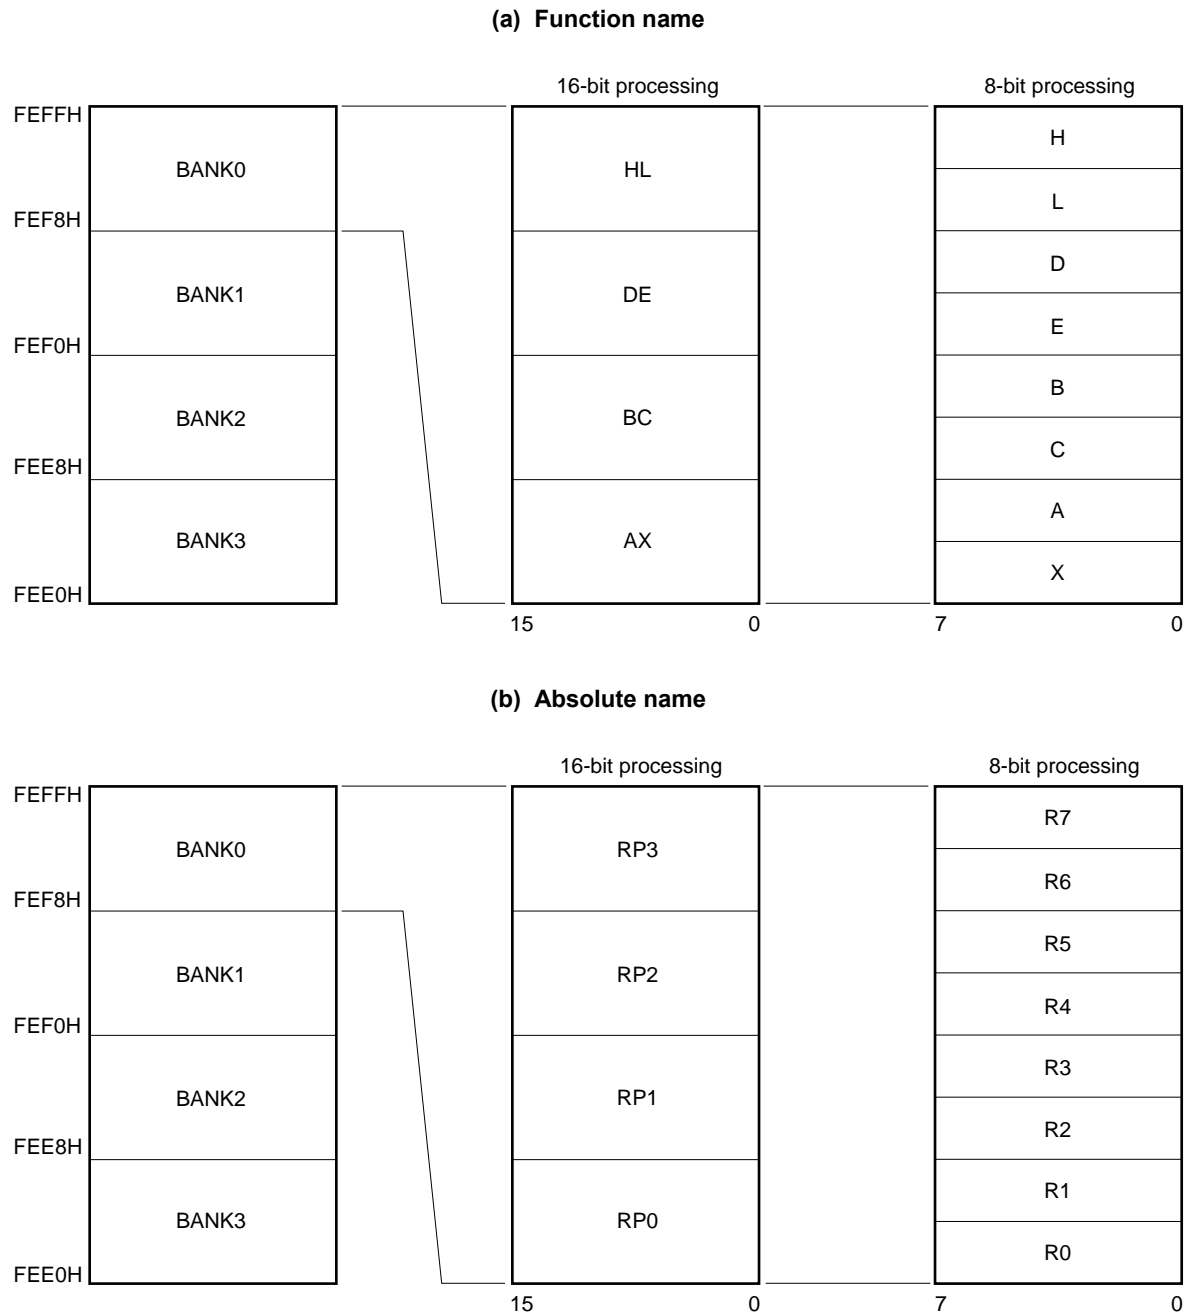 (a) Function name
16-bit processing 8-bit processing
FEFFH
H
BANK0 HL
L
FEF8H
D
BANK1 DE
E
FEF0H
B
BANK2 BC
C
FEE8H
A
BANK3 AX
X
FEE0H
15 0 7 0
(b) Absolute name
16-bit processing 8-bit processing
FEFFH
R7
BANK0 RP3
R6
FEF8H
R5
BANK1 RP2
R4
FEF0H
R3
BANK2 RP1
R2
FEE8H
R1
BANK3 RP0
R0
FEE0H
15 0 7 0